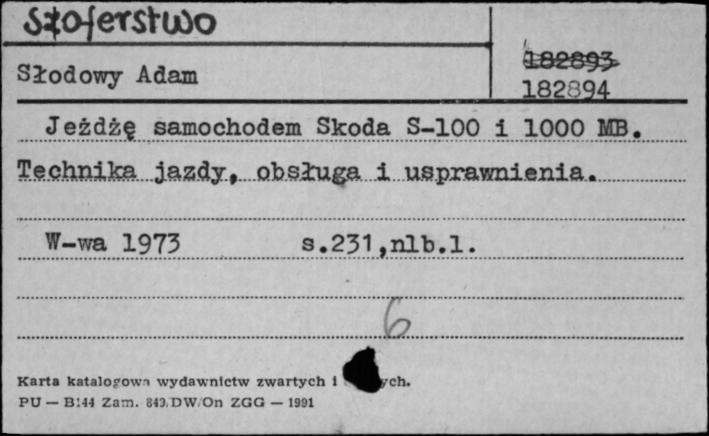 Szoferstwo
Słodowy Adam
182893
182894
Jeżdżę samochodem Skoda S-100 i 1000 MB.
Technika jazdy, obsługa i usprawnienia.
W-wa 1973 s.231,nlb.1.
6
Karta katalogowa wydawnictw zwartych i ych.
PU — B144 Zam. 843/DW/On ZGG — 1991